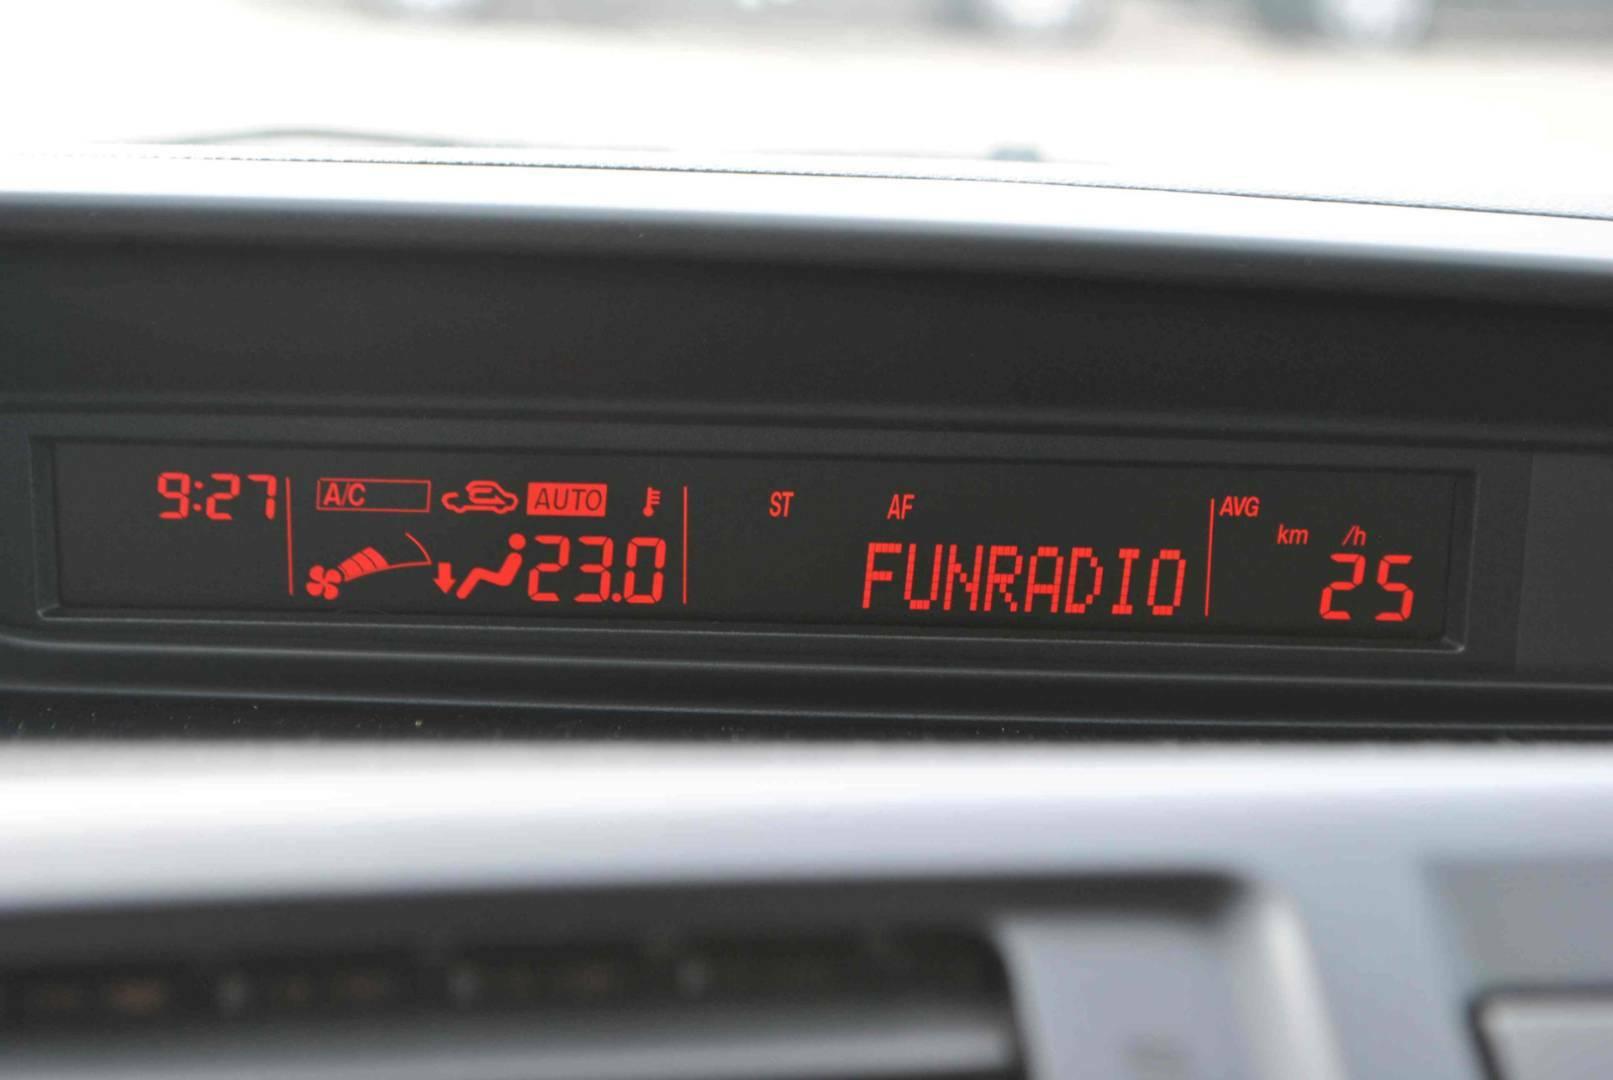 9:27 A/C AUTO
23.0
ST AF
FUNRADIO
AVG
km /h
25